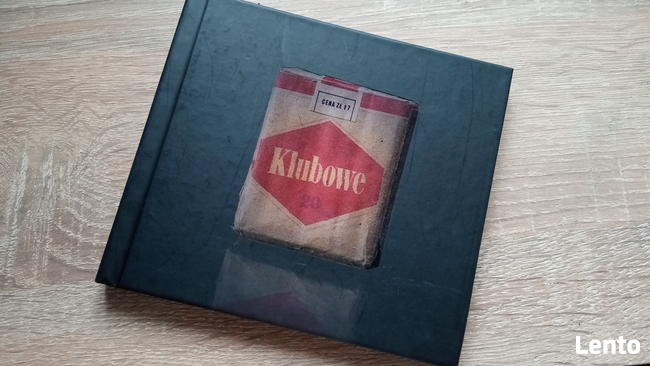 CENA ZŁ 17
Klubowe
20
Lento